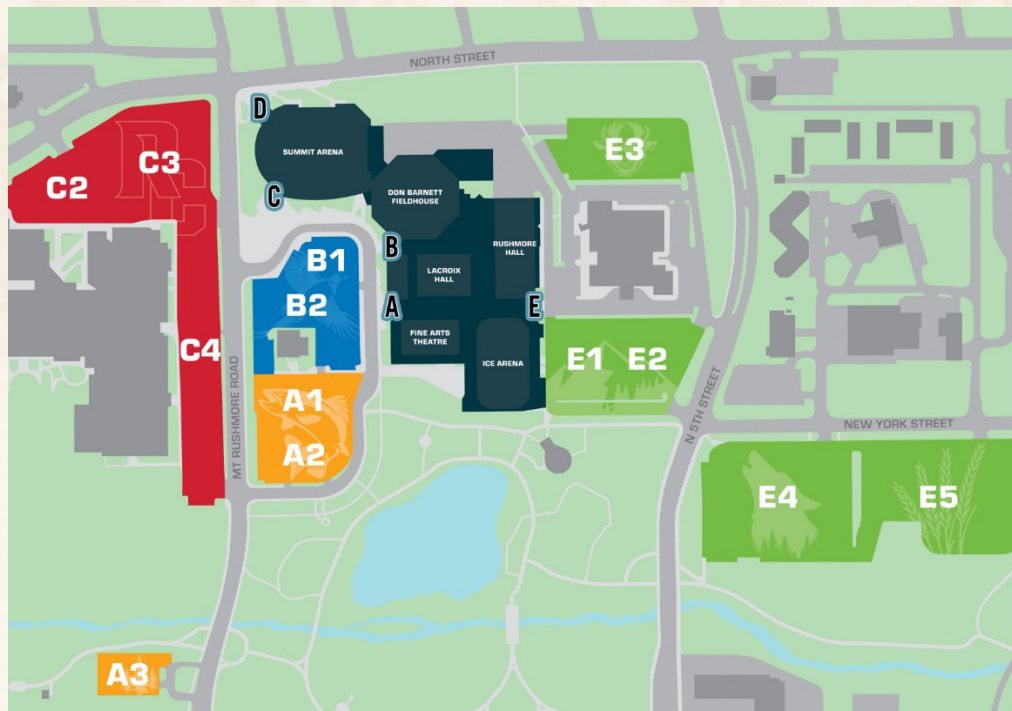 NORTH STREET
D
SUMMIT ARENA
C
C3
C2
RC
E3
DON BARNETT
FIELDHOUSE
B
RUSHMORE
HALL
B1
LACROIX
HALL
B2
A
E
FINE ARTS
THEATRE
ICE ARENA
E1
E2
C4
MT RUSHMORE ROAD
A1
A2
N 5TH STREET
NEW YORK STREET
E4
E5
A3